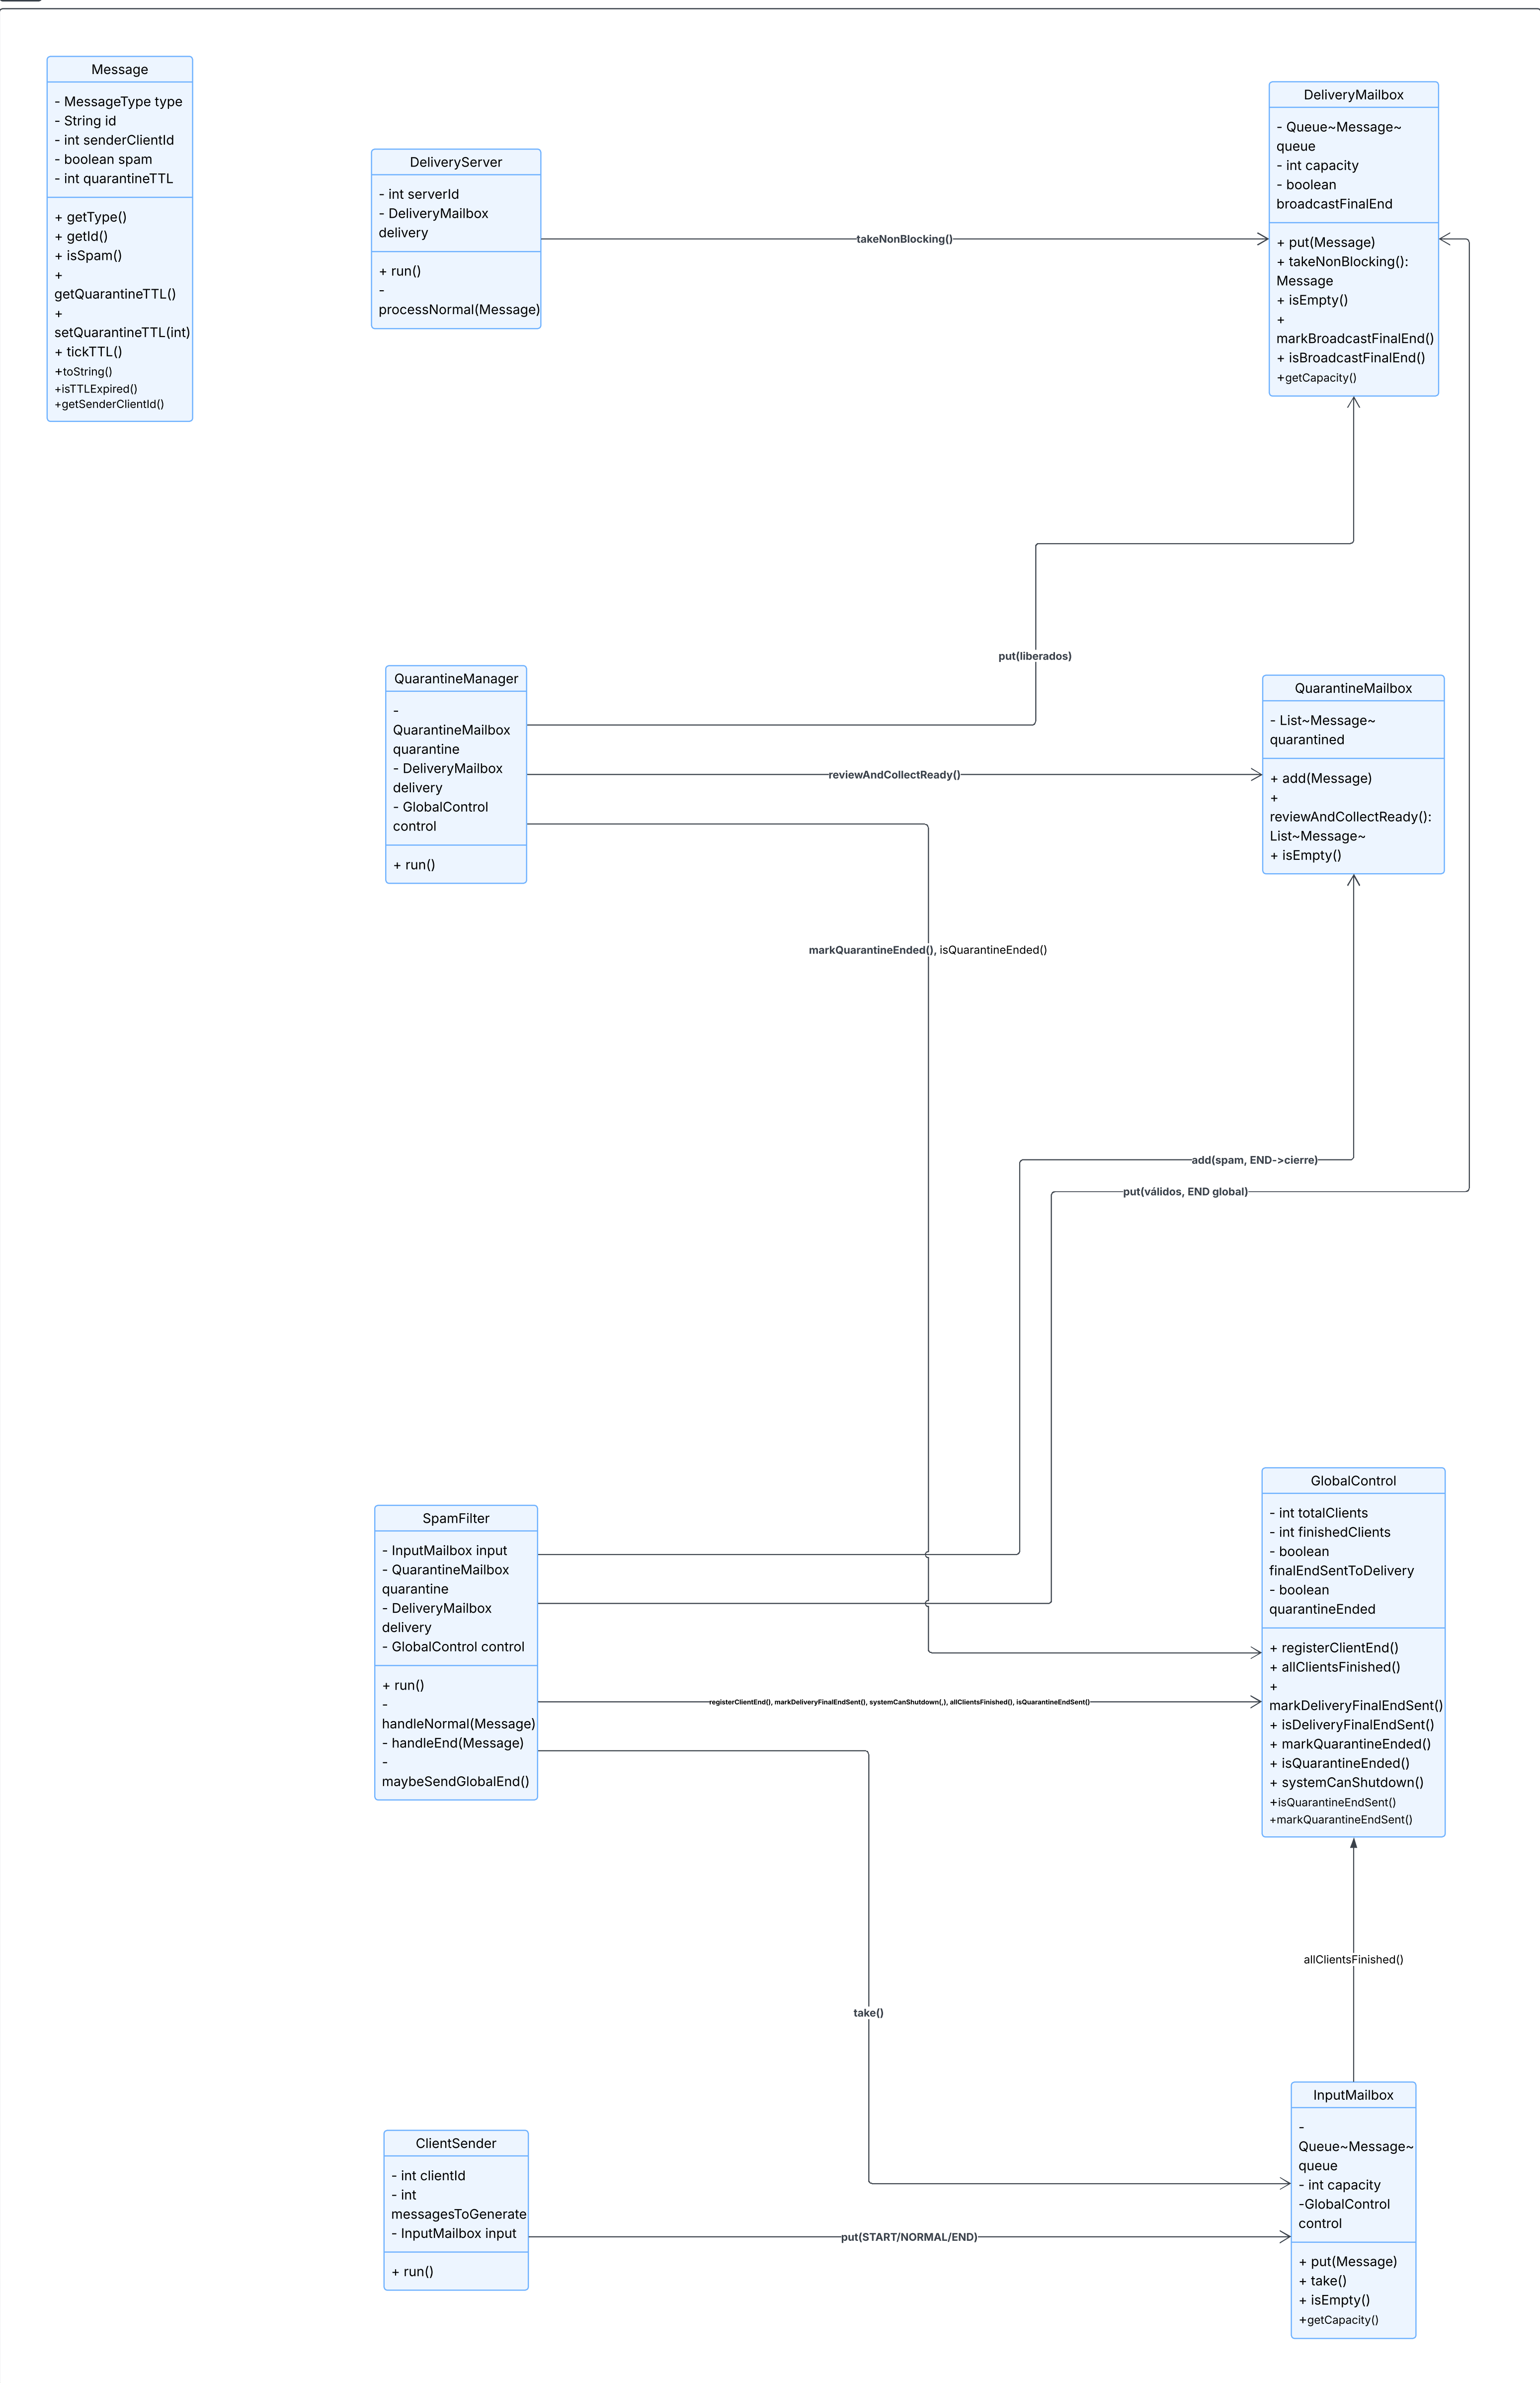 Message
- MessageType type
- String id
- int senderClientId
- boolean spam
- int quarantineTTL
+ getType()
+ getId()
+ isSpam()
+
getQuarantineTTL()
+
setQuarantineTTL(int)
+ tickTTL()
+toString()
+isTTLExpired()
+getSenderClientId()
DeliveryServer
- int serverId
- DeliveryMailbox
delivery
+ run()
-
processNormal(Message)
takeNonBlocking()
DeliveryMailbox
- Queue~Message~
queue
- int capacity
- boolean
broadcastFinalEnd
+ put(Message)
+ takeNonBlocking():
Message
+ isEmpty()
+
markBroadcastFinalEnd()
+ isBroadcastFinalEnd()
+getCapacity()
put(liberados)
QuarantineManager
-
QuarantineMailbox
quarantine
- DeliveryMailbox
delivery
- GlobalControl
control
+ run()
reviewAndCollectReady()
QuarantineMailbox
- List~Message~
quarantined
+ add(Message)
+
reviewAndCollectReady():
List~Message~
+ isEmpty()
markQuarantineEnded(), isQuarantineEnded()
add(spam, END->cierre)
put(válidos, END global)
SpamFilter
- InputMailbox input
- QuarantineMailbox
quarantine
- DeliveryMailbox
delivery
- GlobalControl control
+ run()
-
handleNormal(Message)
- handleEnd(Message)
-
maybeSendGlobalEnd()
registerClientEnd(), markDeliveryFinalEndSent(), systemCanShutdown(,), allClientsFinished(), isQuarantineEndSent()
GlobalControl
- int totalClients
- int finishedClients
- boolean
finalEndSentToDelivery
- boolean
quarantineEnded
+ registerClientEnd()
+ allClientsFinished()
+
markDeliveryFinalEndSent()
+ isDeliveryFinalEndSent()
+ markQuarantineEnded()
+ isQuarantineEnded()
+ systemCanShutdown()
+isQuarantineEndSent()
+markQuarantineEndSent()
allClientsFinished()
take()
ClientSender
- int clientId
- int
messagesToGenerate
- InputMailbox input
+ run()
put(START/NORMAL/END)
InputMailbox
-
Queue~Message~
queue
- int capacity
-GlobalControl
control
+ put(Message)
+ take()
+ isEmpty()
+getCapacity()